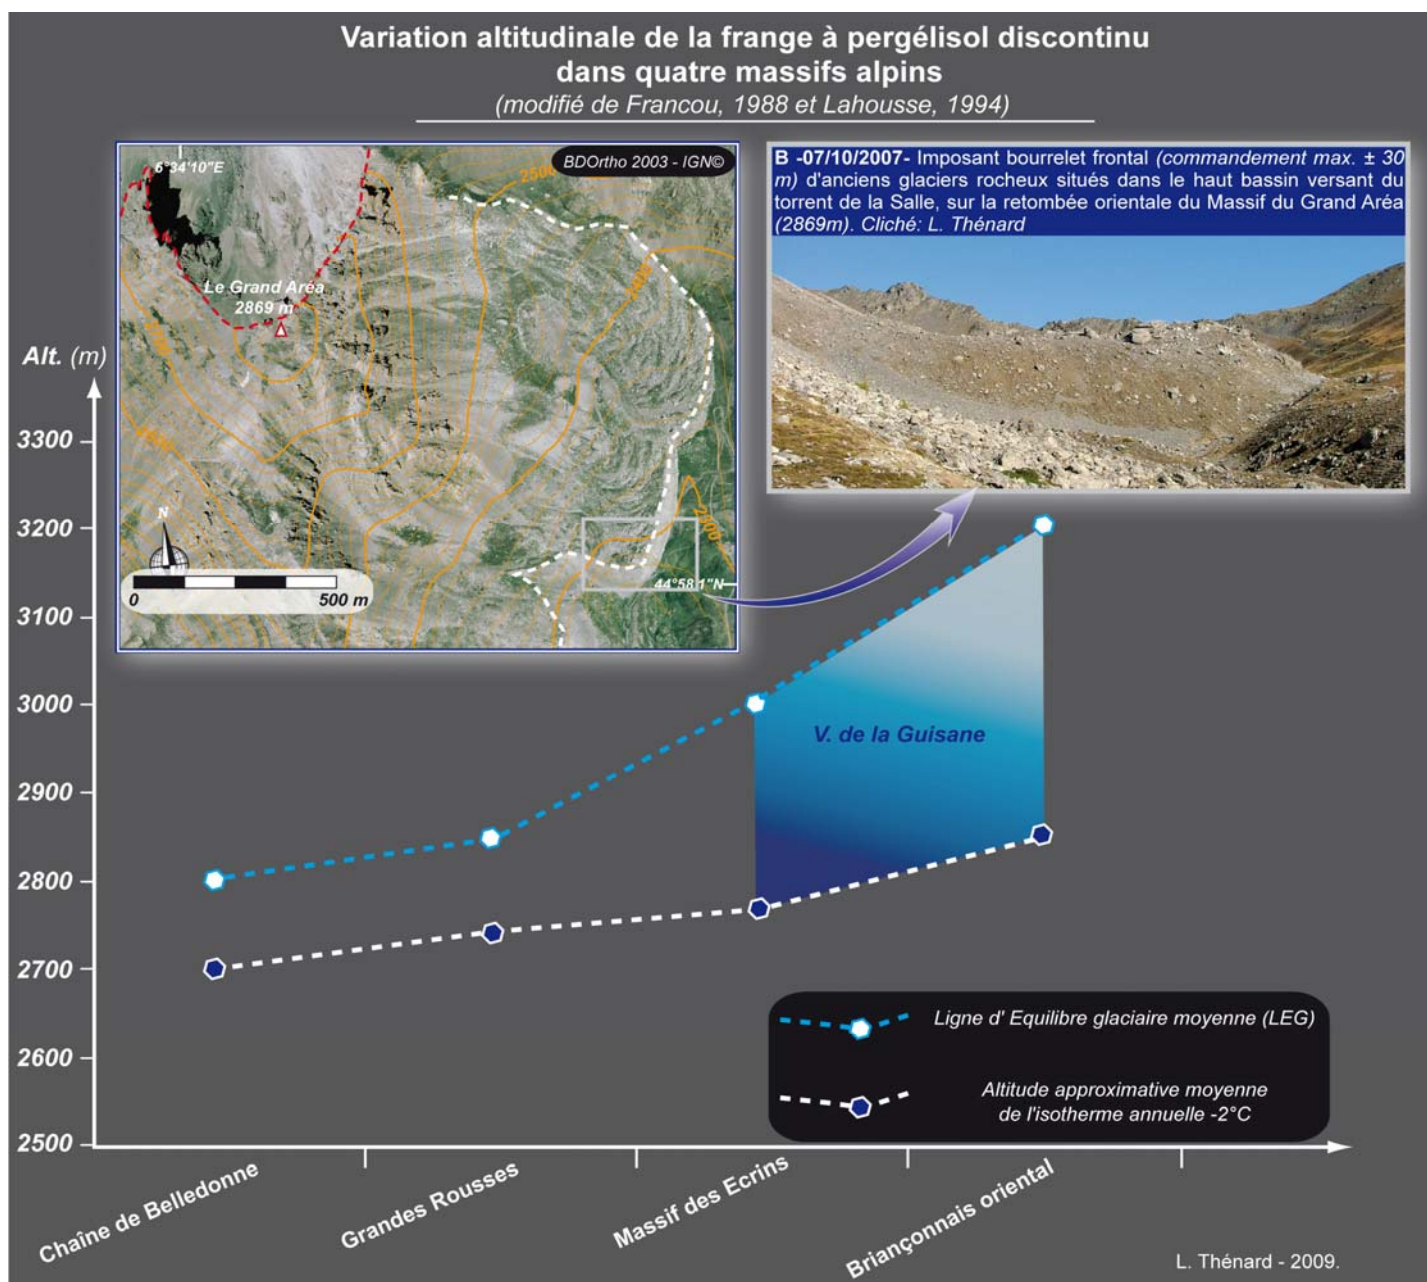 Variation altitudinale de la frange à pergélisol discontinu
dans quatre massifs alpins
(modifié de Francou, 1988 et Lahousse, 1994)
6°34'10"E
BDOrtho 2003 - IGN©
2500
Le Grand Aréa
2869 m
2400
2300
N
0
500 m
44°58'1"N
B -07/10/2007- Imposant bourrelet frontal (commandement max. ± 30
m) d'anciens glaciers rocheux situés dans le haut bassin versant du
torrent de la Salle, sur la retombée orientale du Massif du Grand Aréa
(2869m). Cliché: L. Thénard
Alt. (m)
3300
3200
3100
3000
2900
2800
2700
2600
2500
V. de la Guisane
Ligne d' Equilibre glaciaire moyenne (LEG)
Altitude approximative moyenne
de l'isotherme annuelle -2°C
Chaîne de Belledonne
Grandes Rousses
Massif des Ecrins
Briançonnais oriental
L. Thénard - 2009.